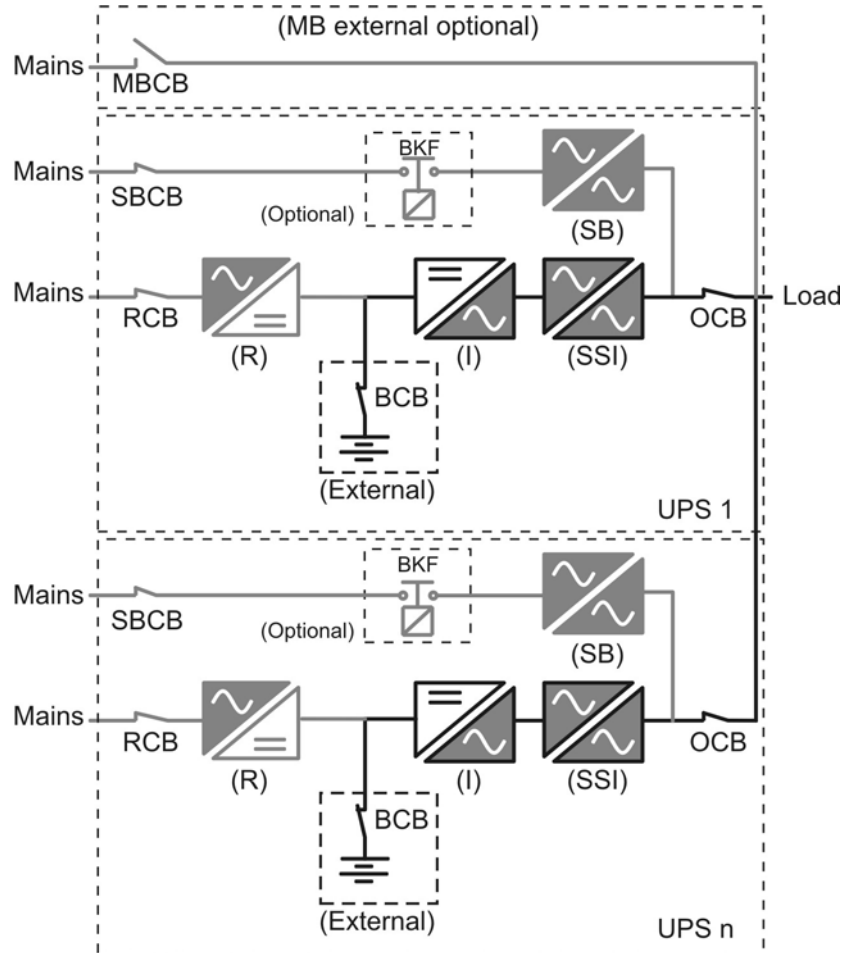 (MB external optional)
Mains
MBCB
BKF
Mains
SBCB
(Optional)
(SB)
Mains
Load
RCB
OCB
(R)
(I)
(SSI)
BCB
(External)
UPS 1
BKF
Mains
SBCB
(Optional)
(SB)
Mains
RCB
OCB
(R)
(I)
(SSI)
BCB
(External)
UPS n